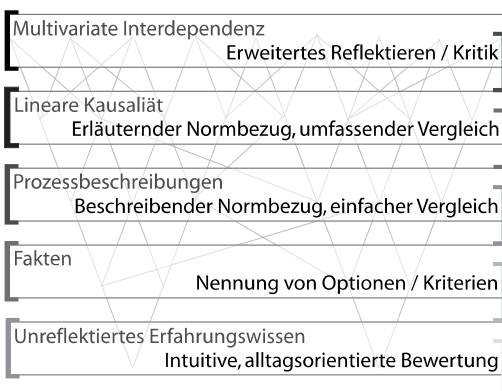 Multivariate Interdependenz
Erweitertes Reflektieren / Kritik
Lineare Kausaliät
Erläuternder Normbezug, umfassender Vergleich
Prozessbeschreibungen
Beschreibender Normbezug, einfacher Vergleich
Fakten
Nennung von Optionen / Kriterien
Unreflektiertes Erfahrungswissen
Intuitive, alltagsorientierte Bewertung